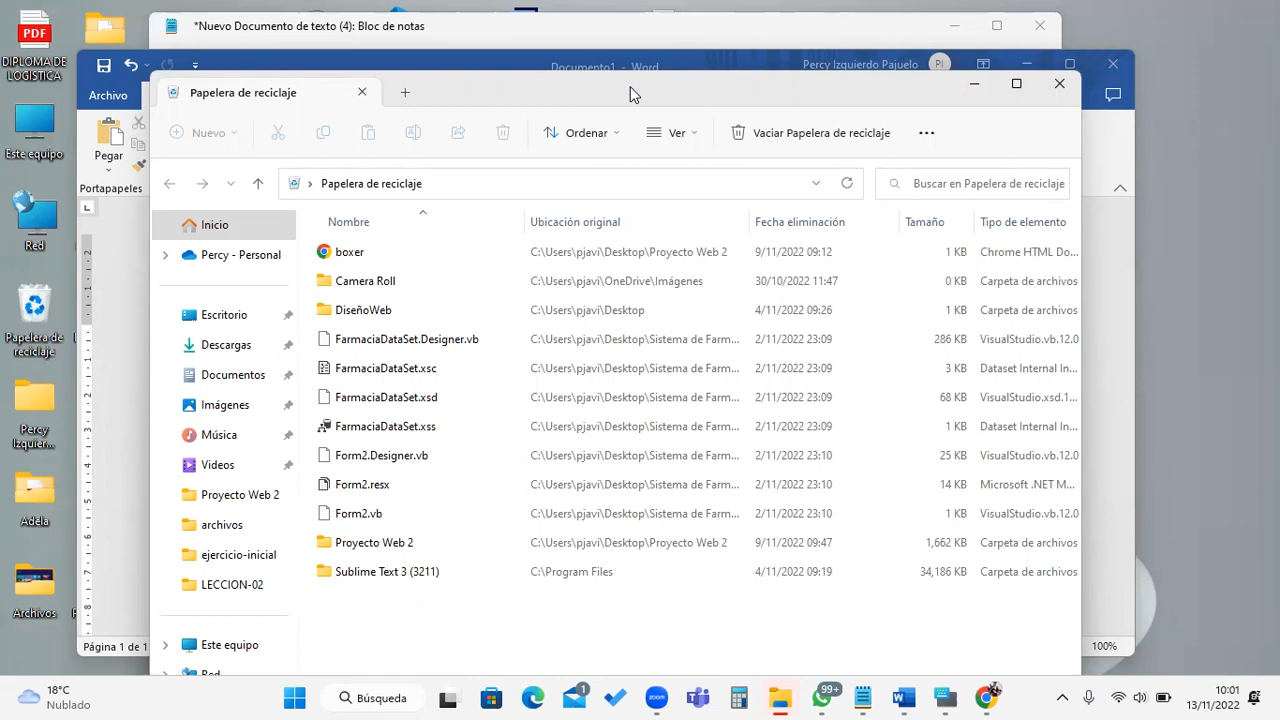 *Nuevo Documento de texto (4): Bloc de notas
Documento1 - Word
Percy Izquierdo Pajuelo
PI
Archivo
Pegar
Portapapeles
L
Papelera de reciclaje
Nuevo
Ordenar
Ver
Vaciar Papelera de reciclaje
Papelera de reciclaje
Buscar en Papelera de reciclaje
Inicio
Percy - Personal
Escritorio
Descargas
Documentos
Imágenes
Música
Videos
Proyecto Web 2
archivos
ejercicio-inicial
LECCION-02
Este equipo
Red
Nombre Ubicación original Fecha eliminación Tamaño Tipo de elemento
boxer C:\Users\pjavi\Desktop\Proyecto Web 2 9/11/2022 09:12 1 KB Chrome HTML Do...
Camera Roll C:\Users\pjavi\OneDrive\Imágenes 30/10/2022 11:47 0 KB Carpeta de archivos
DiseñoWeb C:\Users\pjavi\Desktop 4/11/2022 09:26 1 KB Carpeta de archivos
FarmaciaDataSet.Designer.vb C:\Users\pjavi\Desktop\Sistema de Farm... 2/11/2022 23:09 286 KB VisualStudio.vb.12.0
FarmaciaDataSet.xsc C:\Users\pjavi\Desktop\Sistema de Farm... 2/11/2022 23:09 3 KB Dataset Internal In...
FarmaciaDataSet.xsd C:\Users\pjavi\Desktop\Sistema de Farm... 2/11/2022 23:09 68 KB VisualStudio.xsd.1...
FarmaciaDataSet.xss C:\Users\pjavi\Desktop\Sistema de Farm... 2/11/2022 23:09 1 KB Dataset Internal In...
Form2.Designer.vb C:\Users\pjavi\Desktop\Sistema de Farm... 2/11/2022 23:10 25 KB VisualStudio.vb.12.0
Form2.resx C:\Users\pjavi\Desktop\Sistema de Farm... 2/11/2022 23:10 14 KB Microsoft .NET M...
Form2.vb C:\Users\pjavi\Desktop\Sistema de Farm... 2/11/2022 23:10 1 KB VisualStudio.vb.12.0
Proyecto Web 2 C:\Users\pjavi\Desktop\Proyecto Web 2 9/11/2022 09:47 1,662 KB Carpeta de archivos
Sublime Text 3 (3211) C:\Program Files 4/11/2022 09:19 34,186 KB Carpeta de archivos
PDF
DIPLOMA DE LOGÍSTICA
Este equipo
Red
Papelera de reciclaje
Percy Izquier...
Adela
Archivos
Página 1 de 1
100%
18°C
Nublado
Búsqueda
1
zoom
99+
10:01
13/11/2022